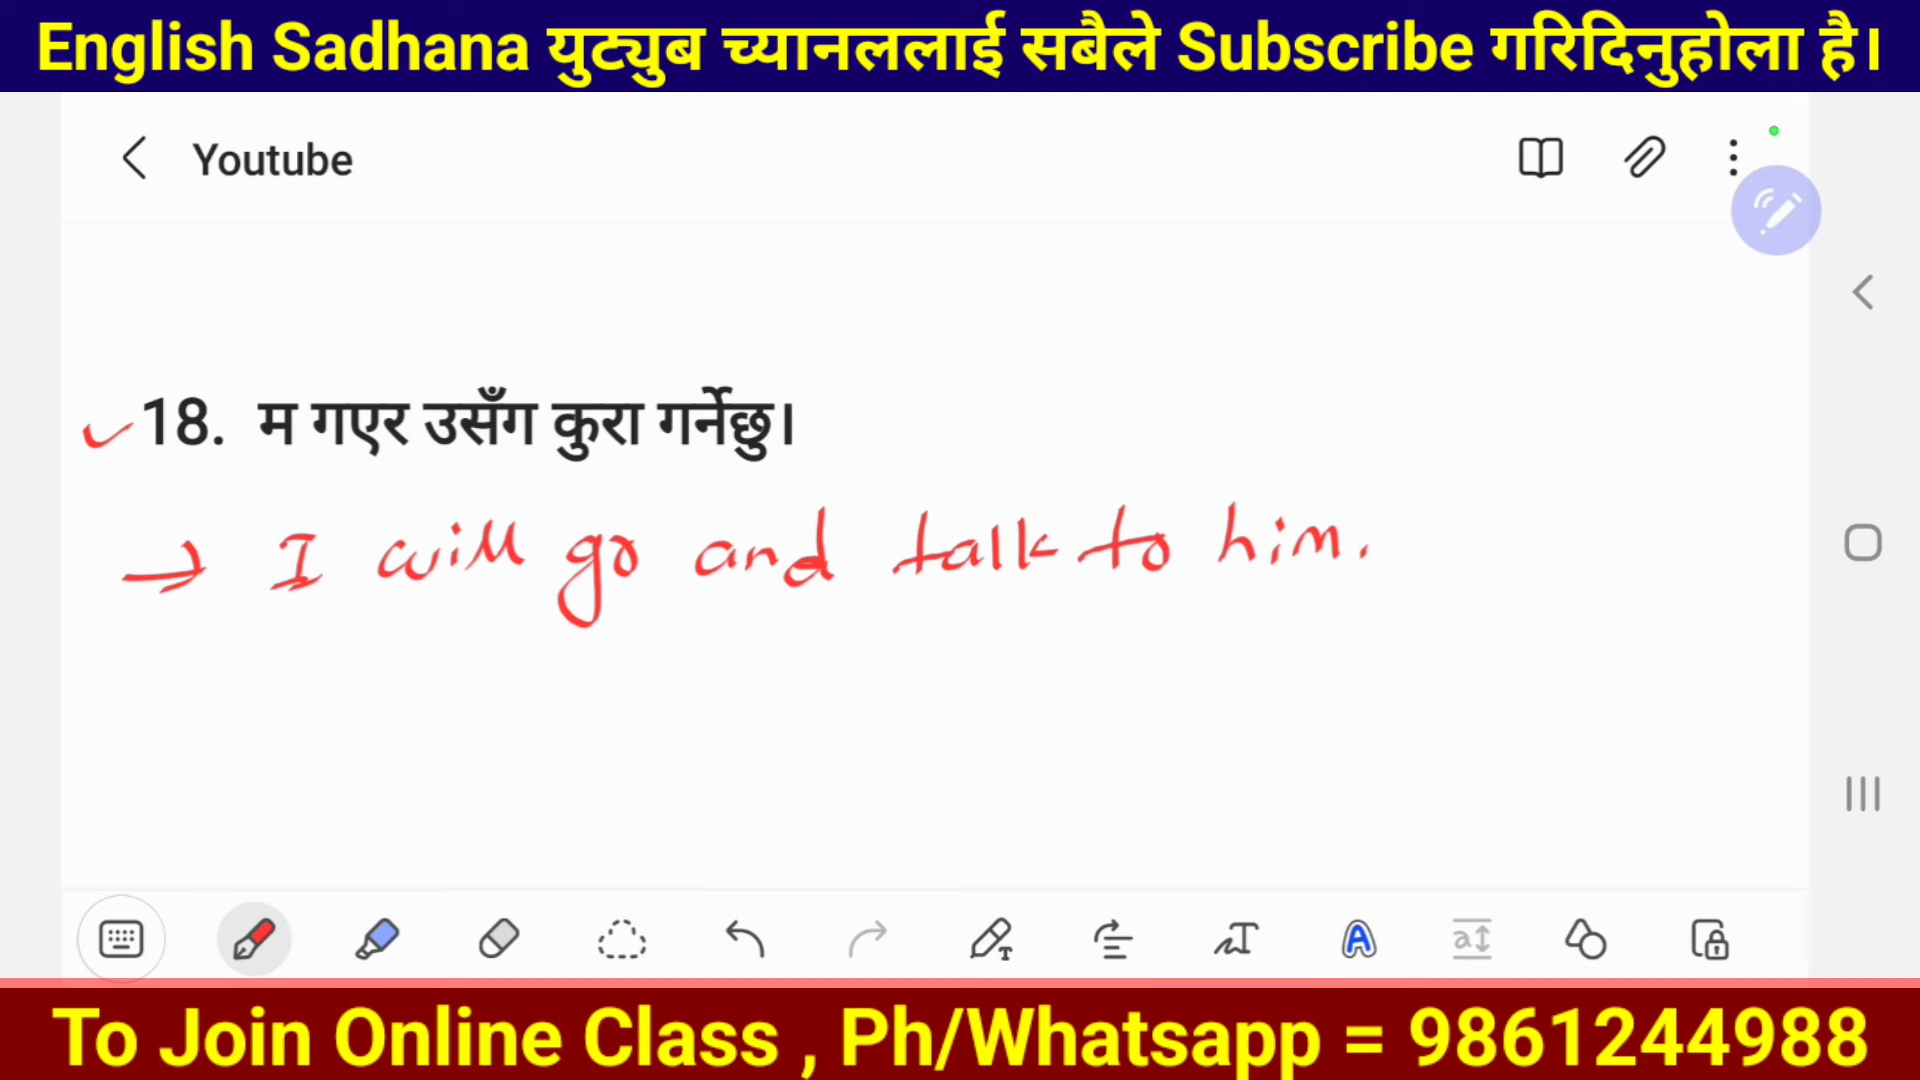 English Sadhana युट्युब च्यानललाई सबैले Subscribe गरिदिनुहोला है।
Youtube
18. म गएर उसँग कुरा गर्नेछु।
→ I will go and talk to him.
To Join Online Class , Ph/Whatsapp = 9861244988